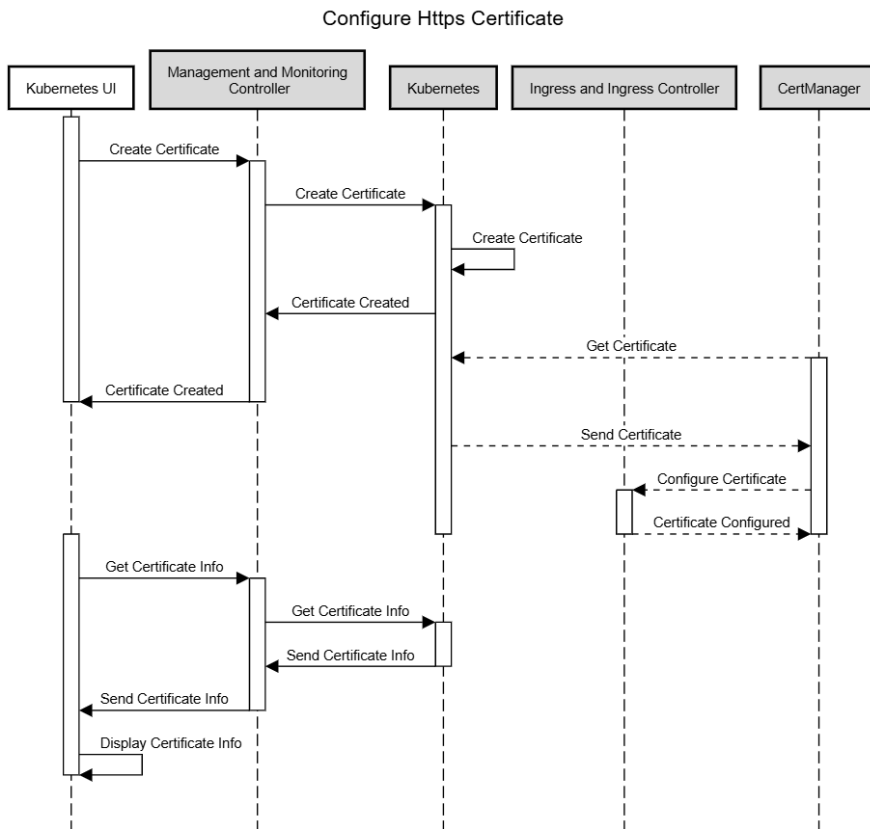 Configure Https Certificate
Kubernetes UI
Management and Monitoring
Controller
Kubernetes
Ingress and Ingress Controller
CertManager
Create Certificate
Create Certificate
Create Certificate
Certificate Created
Get Certificate
Certificate Created
Send Certificate
Configure Certificate
Certificate Configured
Get Certificate Info
Get Certificate Info
Send Certificate Info
Send Certificate Info
Display Certificate Info